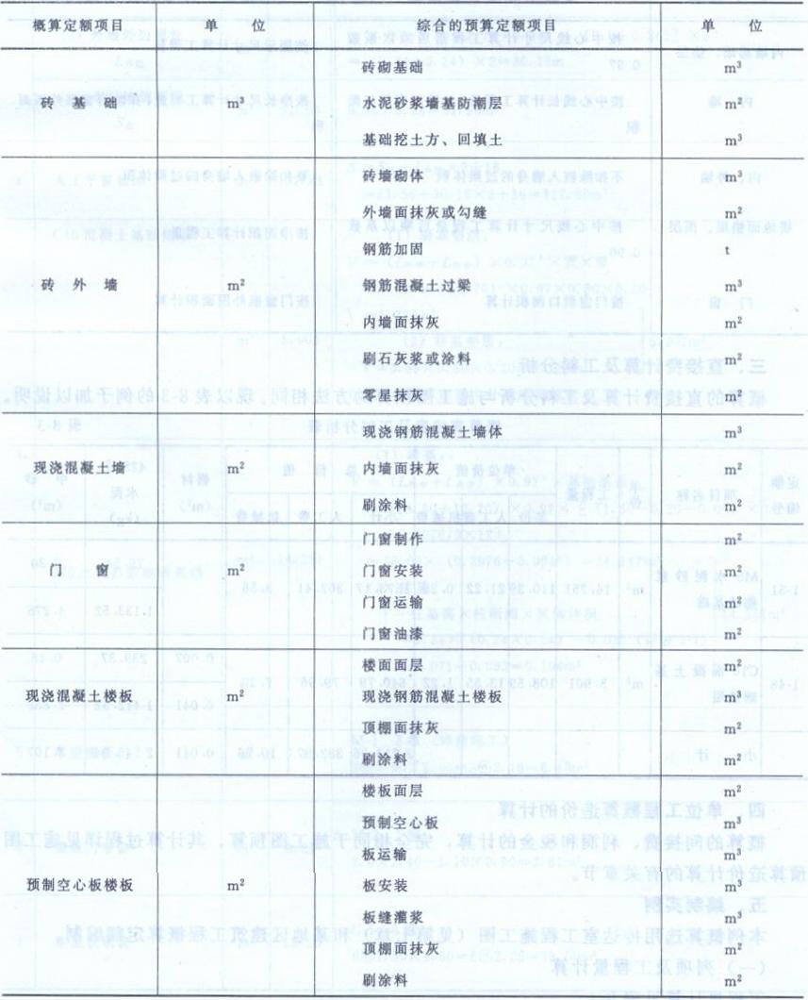 概算定额项目 单 位 综合的预算定额项目 单 位
砖砌基础 m³
砖 基 础 m³ 水泥砂浆墙基防潮层 m²
基础挖土方、回填土 m³
砖墙砌体 m³
外墙面抹灰或勾缝 m²
钢筋加固 t
砖 外 墙 m² 钢筋混凝土过梁 m³
内墙面抹灰 m²
刷石灰浆或涂料 m²
零星抹灰 m²
现浇钢筋混凝土墙体 m³
现浇混凝土墙 m² 内墙面抹灰 m²
刷涂料 m²
门窗制作 m²
门 窗 m² 门窗安装 m²
门窗运输 m²
门窗油漆 m²
楼面面层 m²
现浇混凝土楼板 m² 现浇钢筋混凝土楼板 m³
顶棚面抹灰 m²
刷涂料 m²
楼板面层 m²
预制空心板 m³
板运输 m³
预制空心板楼板 m² 板安装 m³
板缝灌浆 m³
顶棚面抹灰 m²
刷涂料 m²